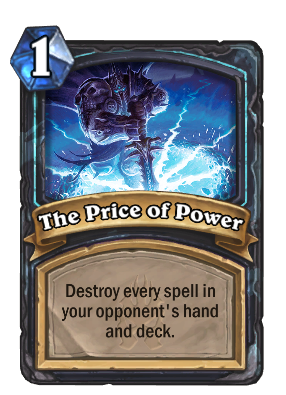 1
The Price of Power
Destroy every spell in
your opponent's hand
and deck.